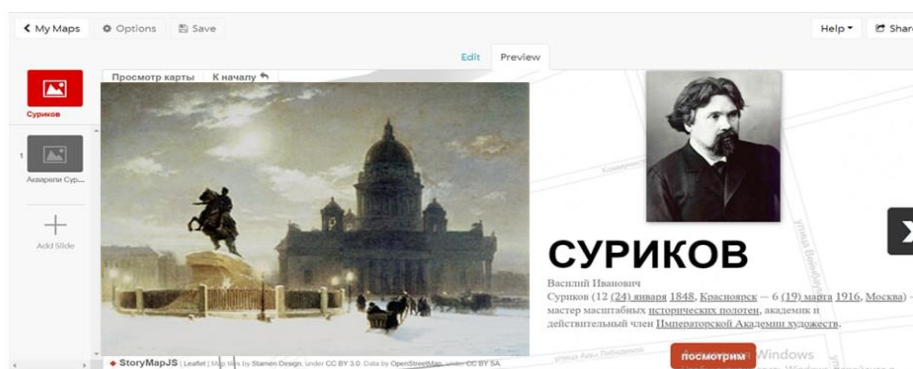 My Maps
Options
Save
Help
Share
Edit
Preview
Просмотр карты
К началу
Суриков
1
Акварели Сур...
Add Slide
СУРИКОВ
Василий Иванович
Суриков (12 (24) января 1848, Красноярск — 6 (19) марта 1916, Москва) -
мастер масштабных исторических полотен, академик и
действительный член Императорской Академии художеств.
посмотрим
Windows
StoryMapJS | Leaflet | Map tiles by Stamen Design, under CC BY 3.0. Data by OpenStreetMap, under CC BY SA.